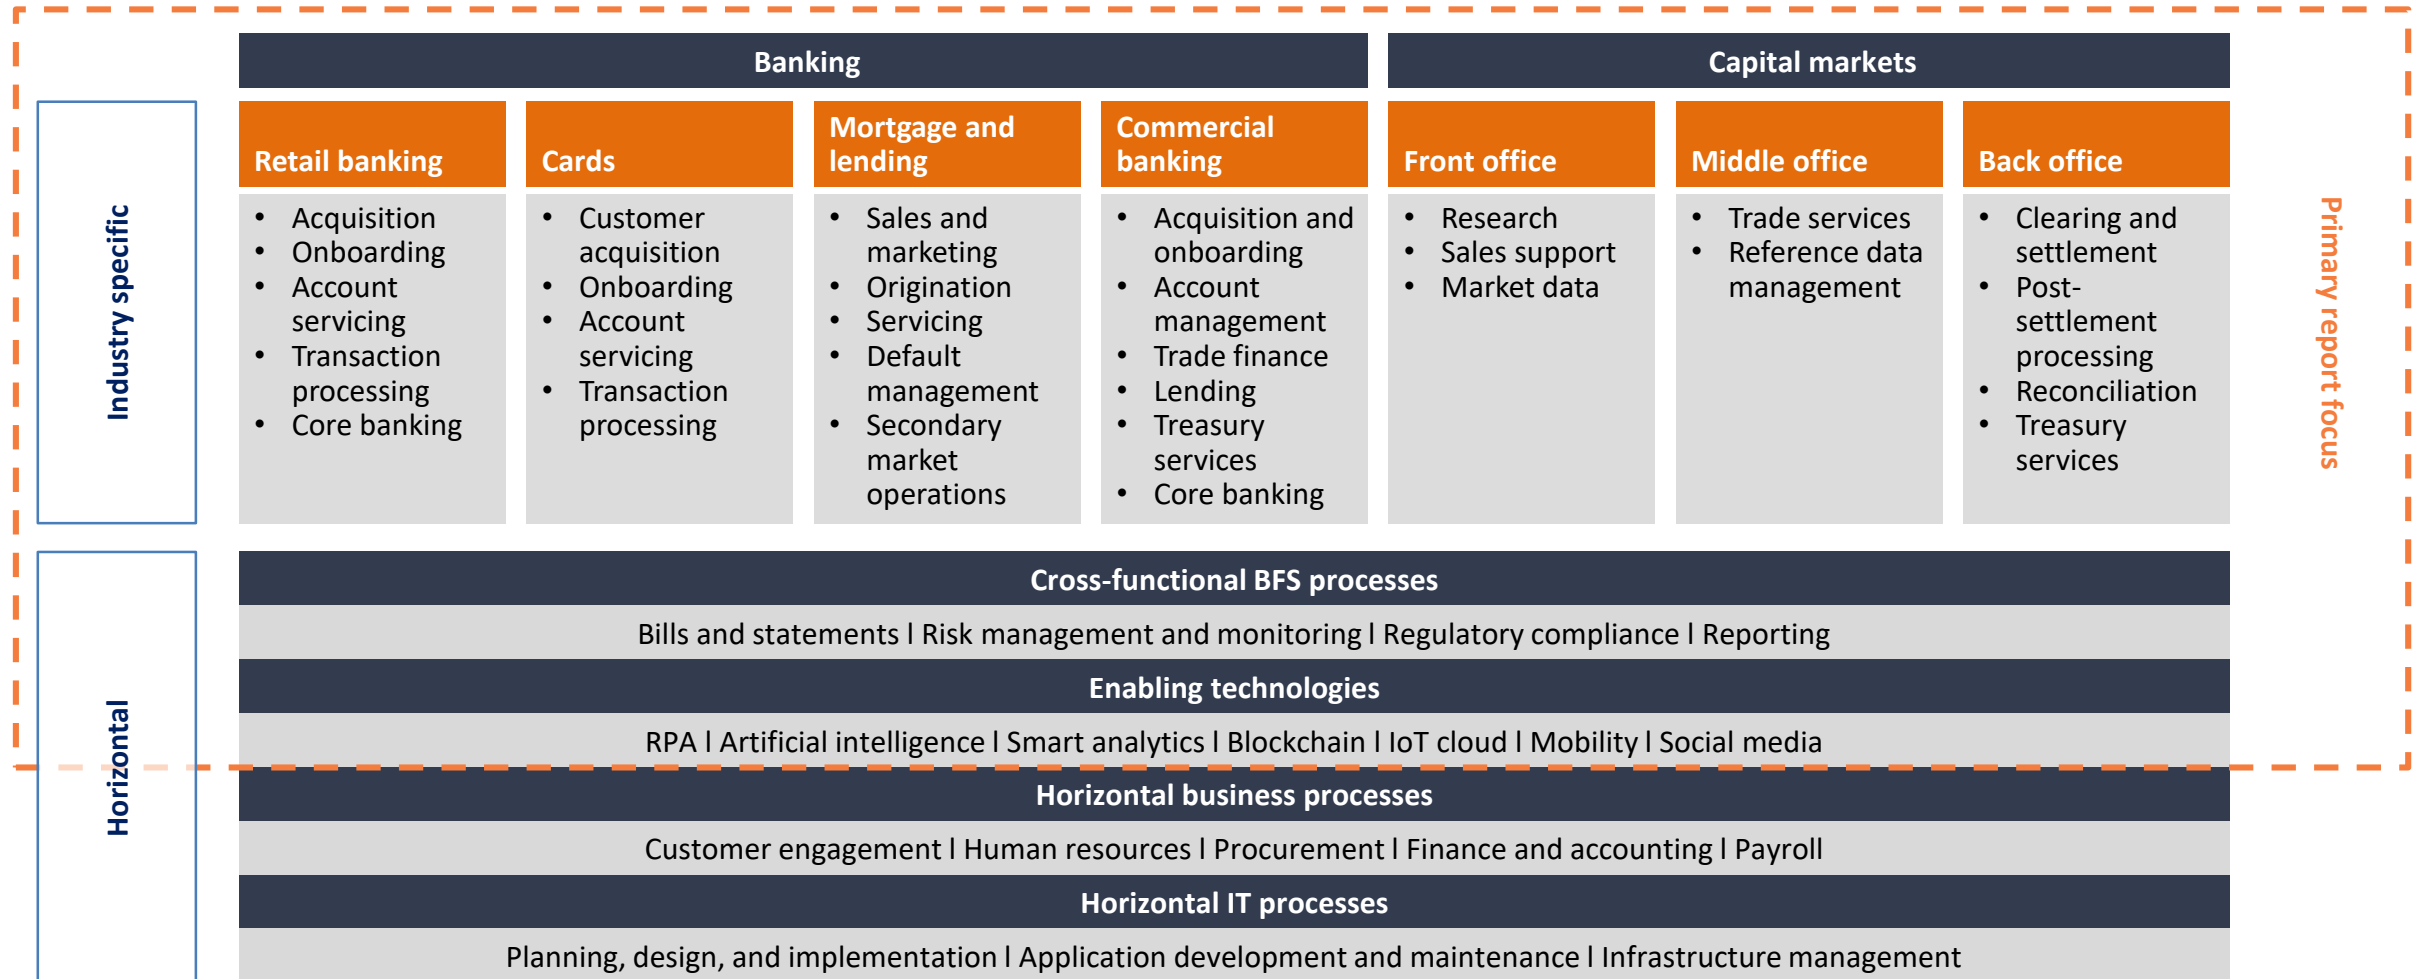 Banking
Capital markets
Industry specific
Retail banking
• Acquisition
• Onboarding
• Account
servicing
• Transaction
processing
• Core banking
Cards
• Customer
acquisition
• Onboarding
• Account
servicing
• Transaction
processing
Mortgage and
lending
• Sales and
marketing
• Origination
• Servicing
• Default
management
• Secondary
market
operations
Commercial
banking
• Acquisition and
onboarding
• Account
management
• Trade finance
• Lending
• Treasury
services
• Core banking
Front office
• Research
• Sales support
• Market data
Middle office
• Trade services
• Reference data
management
Back office
• Clearing and
settlement
• Post-
settlement
processing
• Reconciliation
• Treasury
services
Primary report focus
Horizontal
Cross-functional BFS processes
Bills and statements l Risk management and monitoring l Regulatory compliance l Reporting
Enabling technologies
RPA l Artificial intelligence l Smart analytics l Blockchain l IoT cloud l Mobility l Social media
Horizontal business processes
Customer engagement l Human resources l Procurement l Finance and accounting l Payroll
Horizontal IT processes
Planning, design, and implementation l Application development and maintenance l Infrastructure management